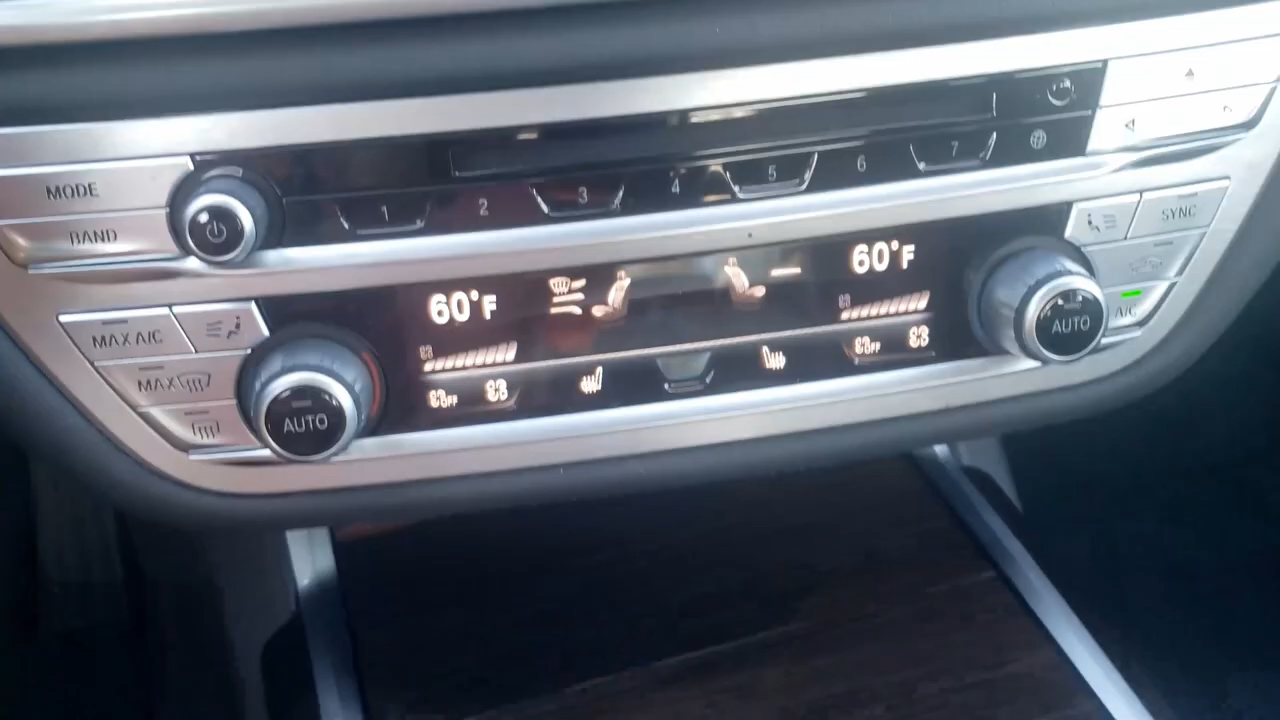 MODE
BAND
1 2 3 4 5 6 7
SYNC
60°F
60°F
MAX A/C
MAX
AUTO
OFF
OFF
AUTO
A/C